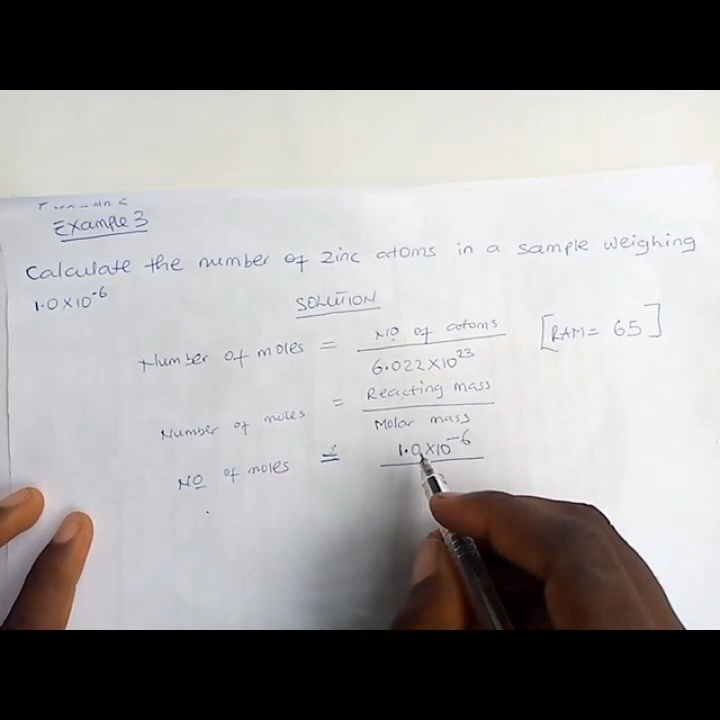 Example 3
Calculate the number of zinc atoms in a sample weighing
1.0 × 10⁻⁶
SOLUTION
Number of moles = No of atoms / 6.022 × 10²³ [RAM = 65]
Number of moles = Reacting mass / Molar mass
No of moles = 1.0 × 10⁻⁶